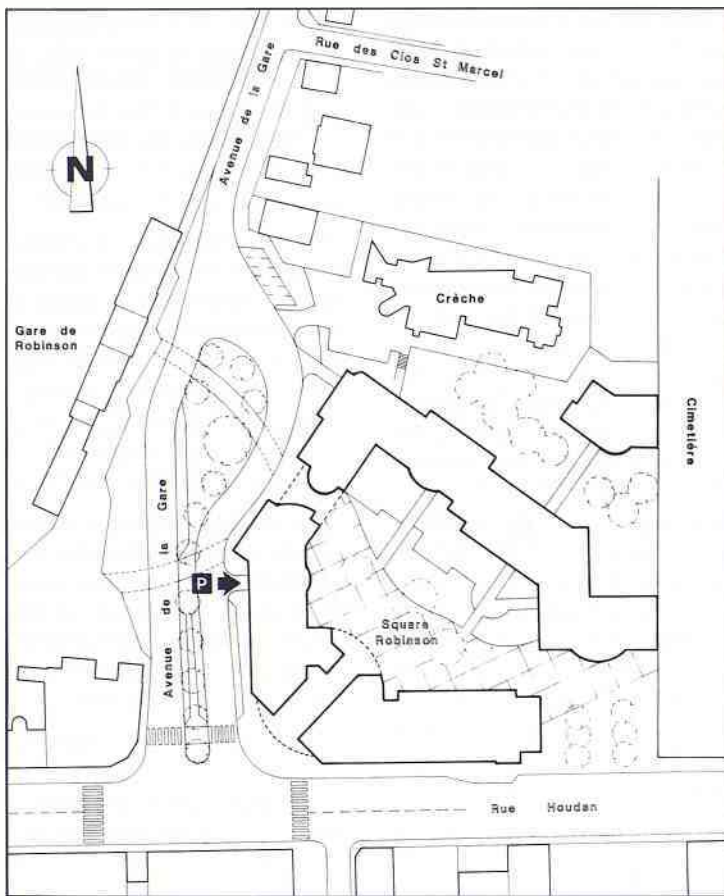 Rue des Clos St Marcel
Avenue de la Gare
N
Crèche
Gare de
Robinson
Cimetière
Avenue de la Gare
P
Square
Robinson
Rue Houdan